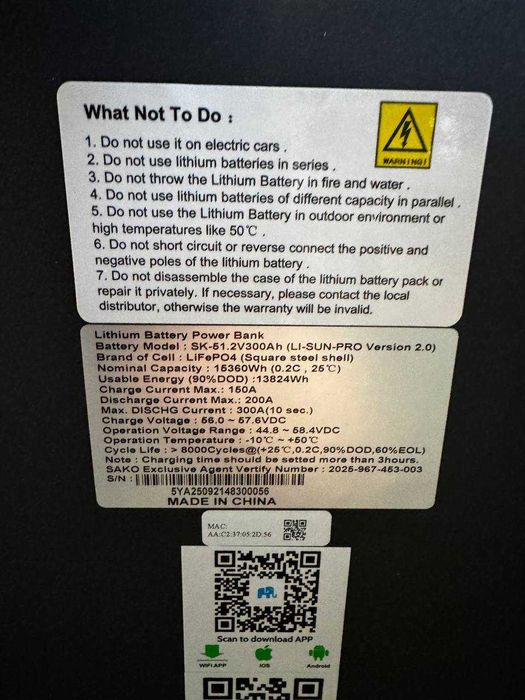 What Not To Do :
WARNING!
1. Do not use it on electric cars .
2. Do not use lithium batteries in series .
3. Do not throw the Lithium Battery in fire and water .
4. Do not use lithium batteries of different capacity in parallel .
5. Do not use the Lithium Battery in outdoor environment or
high temperatures like 50℃ .
6. Do not short circuit or reverse connect the positive and
negative poles of the lithium battery .
7. Do not disassemble the case of the lithium battery pack or
repair it privately. If necessary, please contact the local
distributor, otherwise the warranty will be invalid.
Lithium Battery Power Bank
Battery Model : SK-51.2V300Ah (LI-SUN-PRO Version 2.0)
Brand of Cell : LiFePO4 (Square steel shell)
Nominal Capacity : 15360Wh (0.2C , 25℃)
Usable Energy (90%DOD) :13824Wh
Charge Current Max.: 150A
Discharge Current Max.: 200A
Max. DISCHG Current : 300A(10 sec.)
Charge Voltage : 56.0 ~ 57.6VDC
Operation Voltage Range : 44.8 ~ 58.4VDC
Operation Temperature : -10℃ ~ +50℃
Cycle Life : > 8000Cycles@(+25℃,0.2C,90%DOD,60%EOL)
Note : Charging time should be setted more than 3hours.
SAKO Exclusive Agent Vertify Number : 2025-967-453-003
S/N :
5YA25092148300056
MADE IN CHINA
MAC:
AA:C2:37:05:2D:56
Scan to download APP
WIFI APP iOS Android